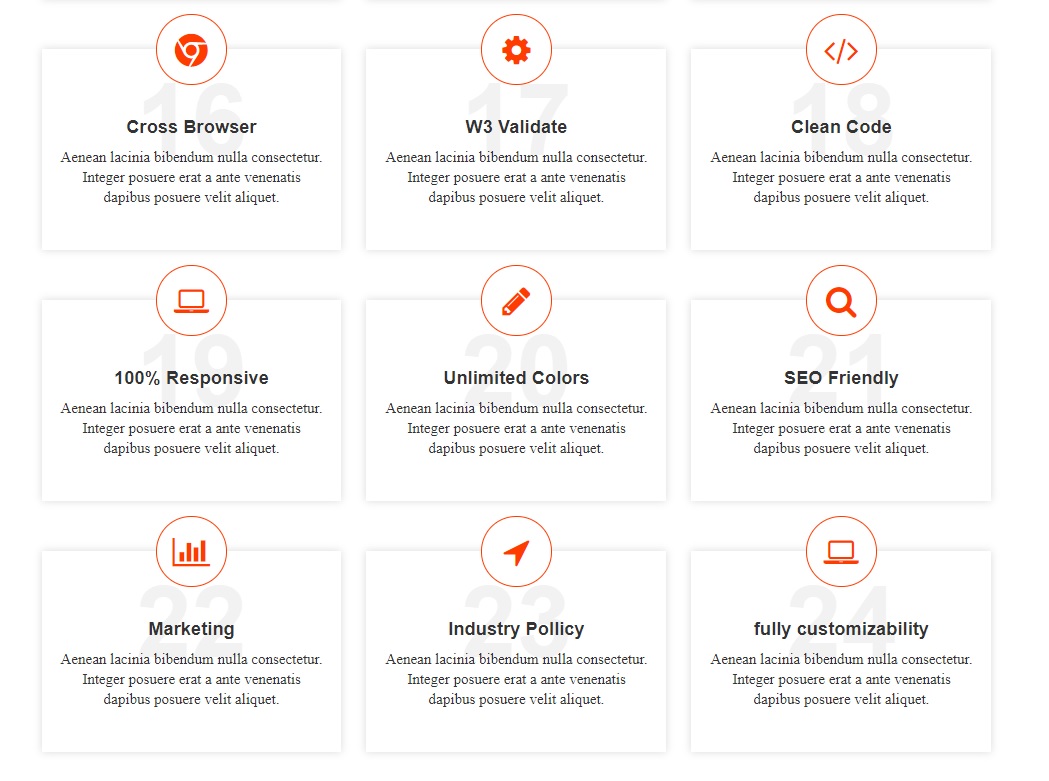 16
Cross Browser
Aenean lacinia bibendum nulla consectetur.
Integer posuere erat a ante venenatis
dapibus posuere velit aliquet.
17
W3 Validate
Aenean lacinia bibendum nulla consectetur.
Integer posuere erat a ante venenatis
dapibus posuere velit aliquet.
18
Clean Code
Aenean lacinia bibendum nulla consectetur.
Integer posuere erat a ante venenatis
dapibus posuere velit aliquet.
19
100% Responsive
Aenean lacinia bibendum nulla consectetur.
Integer posuere erat a ante venenatis
dapibus posuere velit aliquet.
20
Unlimited Colors
Aenean lacinia bibendum nulla consectetur.
Integer posuere erat a ante venenatis
dapibus posuere velit aliquet.
21
SEO Friendly
Aenean lacinia bibendum nulla consectetur.
Integer posuere erat a ante venenatis
dapibus posuere velit aliquet.
22
Marketing
Aenean lacinia bibendum nulla consectetur.
Integer posuere erat a ante venenatis
dapibus posuere velit aliquet.
23
Industry Pollicy
Aenean lacinia bibendum nulla consectetur.
Integer posuere erat a ante venenatis
dapibus posuere velit aliquet.
24
fully customizability
Aenean lacinia bibendum nulla consectetur.
Integer posuere erat a ante venenatis
dapibus posuere velit aliquet.